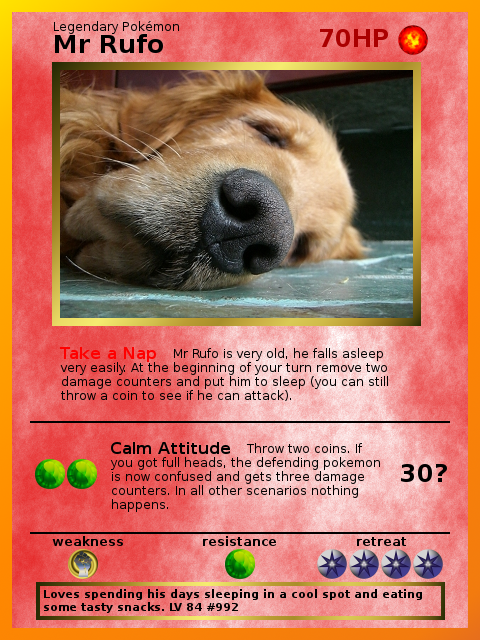 Legendary Pokémon
Mr Rufo
70HP
Take a Nap Mr Rufo is very old, he falls asleep
very easily. At the beginning of your turn remove two
damage counters and put him to sleep (you can still
throw a coin to see if he can attack).
Calm Attitude Throw two coins. If
you got full heads, the defending pokemon
is now confused and gets three damage
counters. In all other scenarios nothing
happens.
30?
weakness resistance retreat
Loves spending his days sleeping in a cool spot and eating
some tasty snacks. LV 84 #992